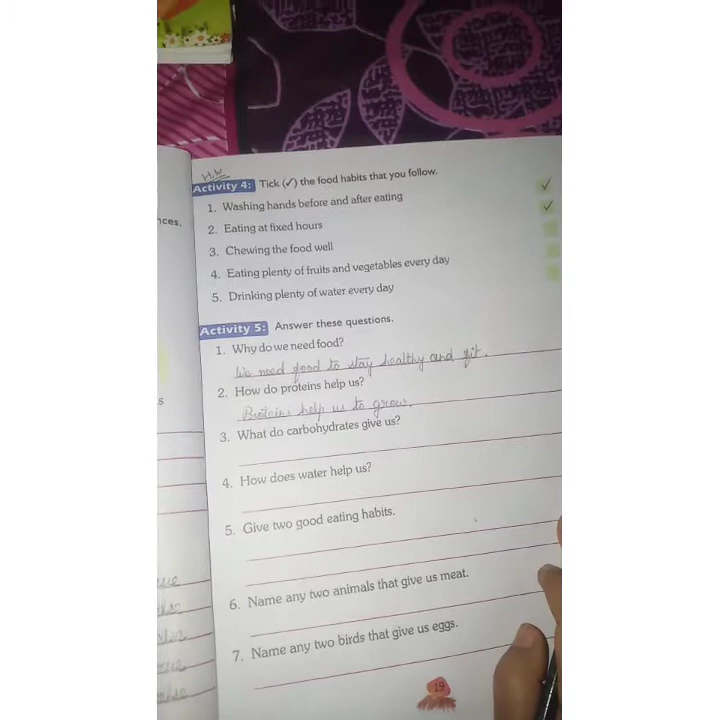 H.W
Activity 4: Tick (✓) the food habits that you follow.
1. Washing hands before and after eating ✓
2. Eating at fixed hours ✓
3. Chewing the food well
4. Eating plenty of fruits and vegetables every day
5. Drinking plenty of water every day
Activity 5: Answer these questions.
1. Why do we need food?
We need food to stay healthy and fit.
2. How do proteins help us?
Proteins help us to grow.
3. What do carbohydrates give us?
4. How does water help us?
5. Give two good eating habits.
6. Name any two animals that give us meat.
7. Name any two birds that give us eggs.
19